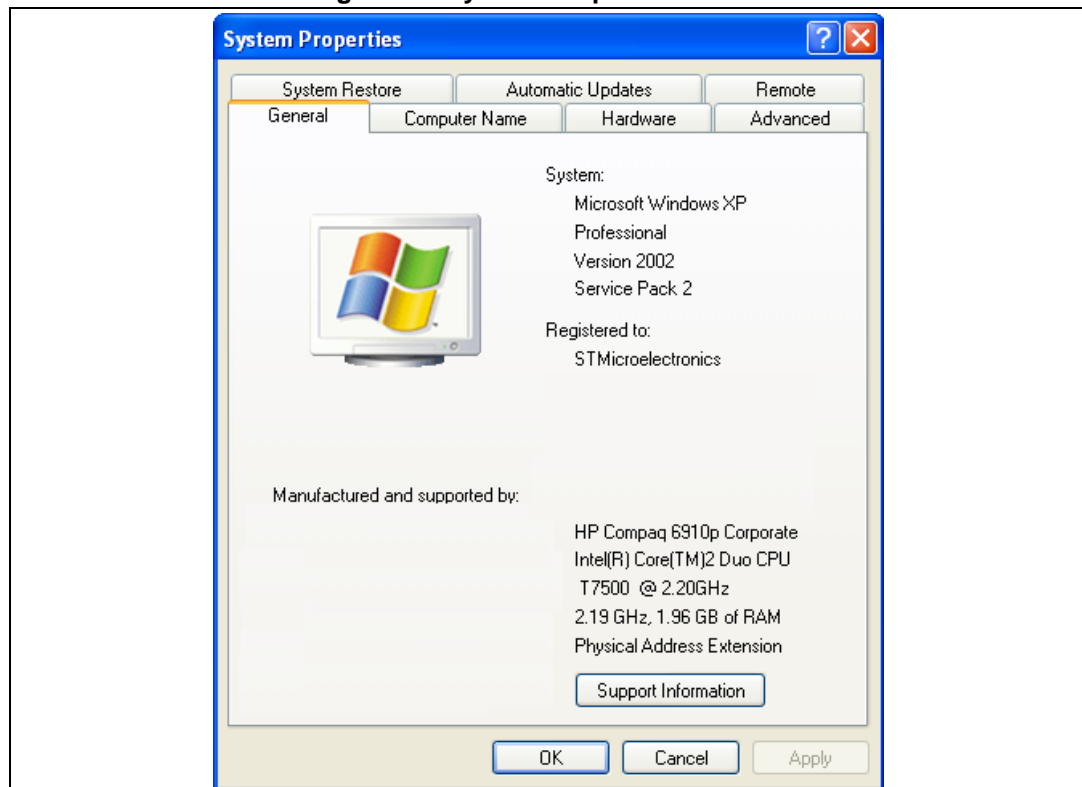 System Properties
System Restore Automatic Updates Remote
General Computer Name Hardware Advanced
System:
Microsoft Windows XP
Professional
Version 2002
Service Pack 2
Registered to:
STMicroelectronics
Manufactured and supported by:
HP Compaq 6910p Corporate
Intel(R) Core(TM)2 Duo CPU
T7500 @ 2.20GHz
2.19 GHz, 1.96 GB of RAM
Physical Address Extension
Support Information
OK Cancel Apply